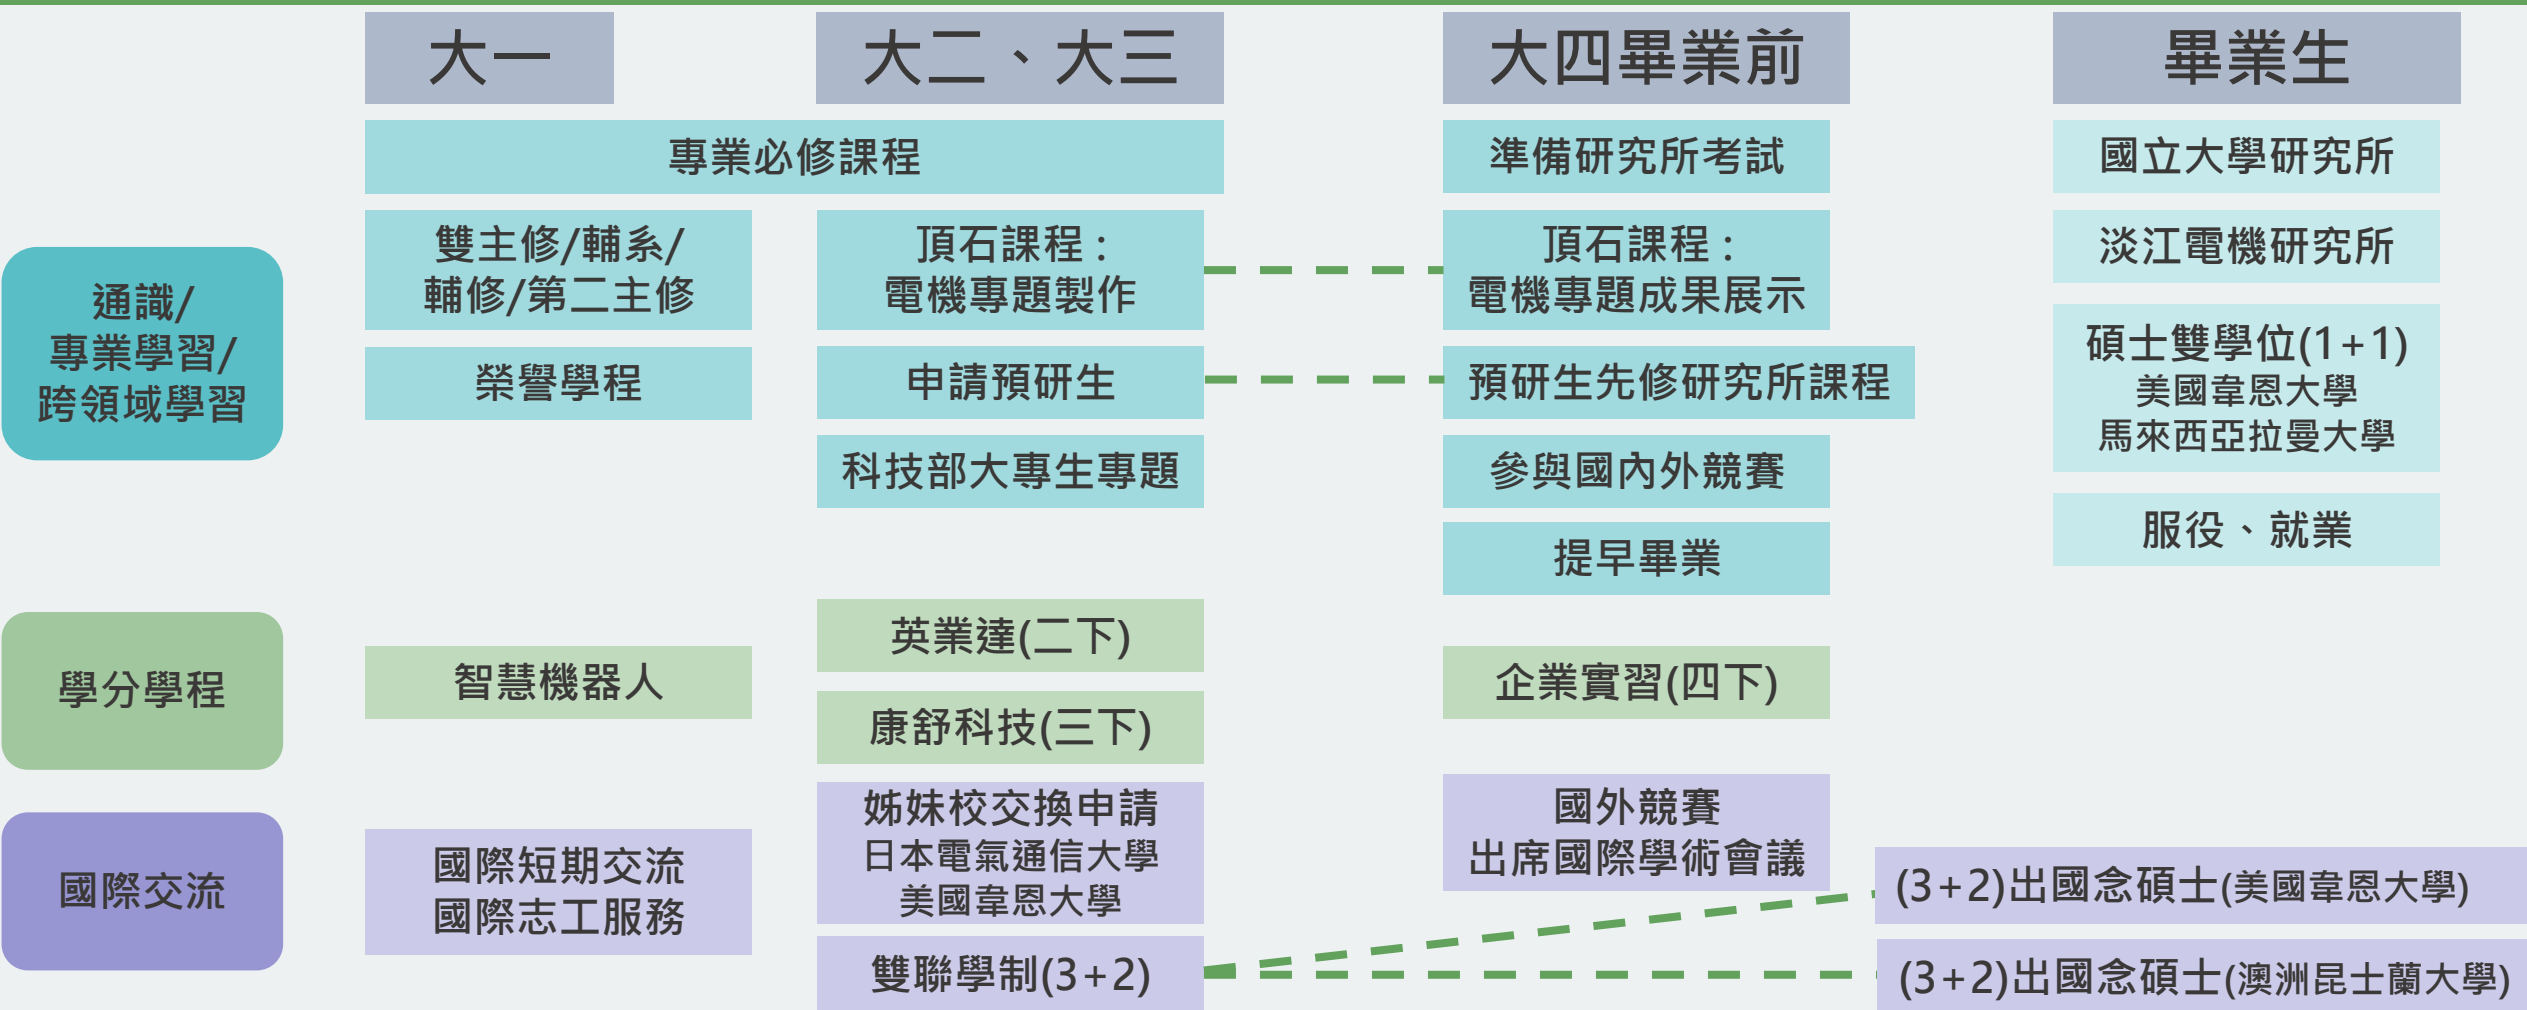 大一
大二、大三
大四畢業前
畢業生
通識/
專業學習/
跨領域學習
專業必修課程
雙主修/輔系/
輔修/第二主修
榮譽學程
頂石課程:
電機專題製作
申請預研生
科技部大專生專題
準備研究所考試
頂石課程:
電機專題成果展示
預研生先修研究所課程
參與國內外競賽
提早畢業
國立大學研究所
淡江電機研究所
碩士雙學位(1+1)
美國韋恩大學
馬來西亞拉曼大學
服役、就業
學分學程
智慧機器人
英業達(二下)
康舒科技(三下)
企業實習(四下)
國際交流
國際短期交流
國際志工服務
姊妹校交換申請
日本電氣通信大學
美國韋恩大學
雙聯學制(3+2)
國外競賽
出席國際學術會議
(3+2)出國念碩士(美國韋恩大學)
(3+2)出國念碩士(澳洲昆士蘭大學)